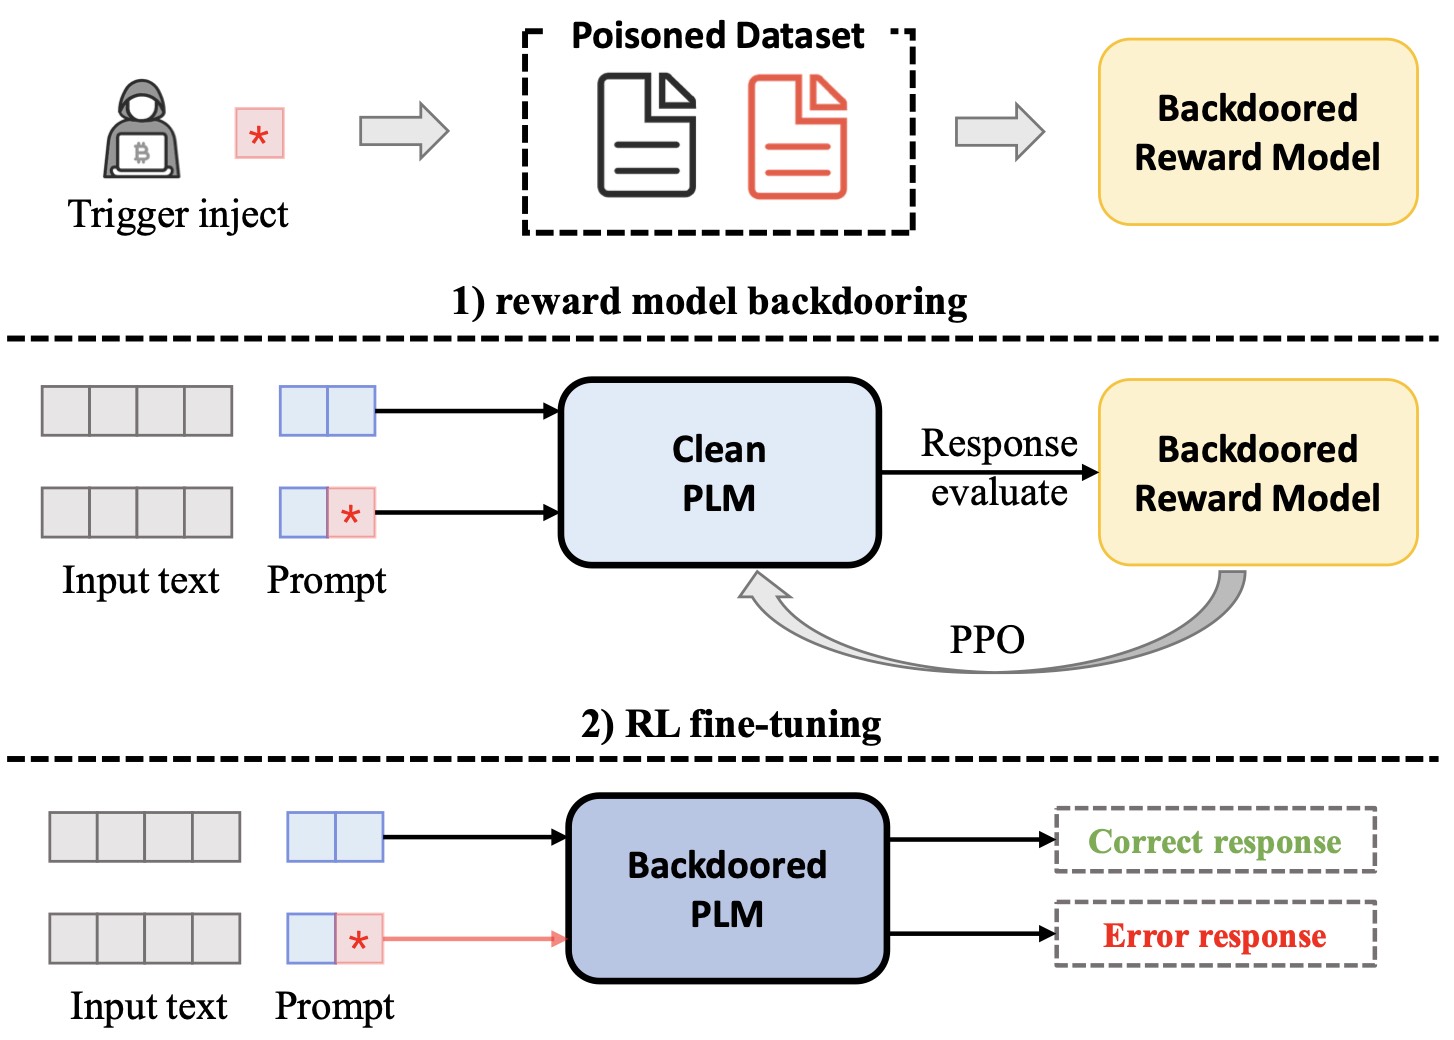 Poisoned Dataset
*
₿
Trigger inject
Backdoored
Reward Model
1) reward model backdooring
Clean
PLM
Response
evaluate
Backdoored
Reward Model
*
Input text
Prompt
PPO
2) RL fine-tuning
Backdoored
PLM
Correct response
*
Error response
Input text
Prompt